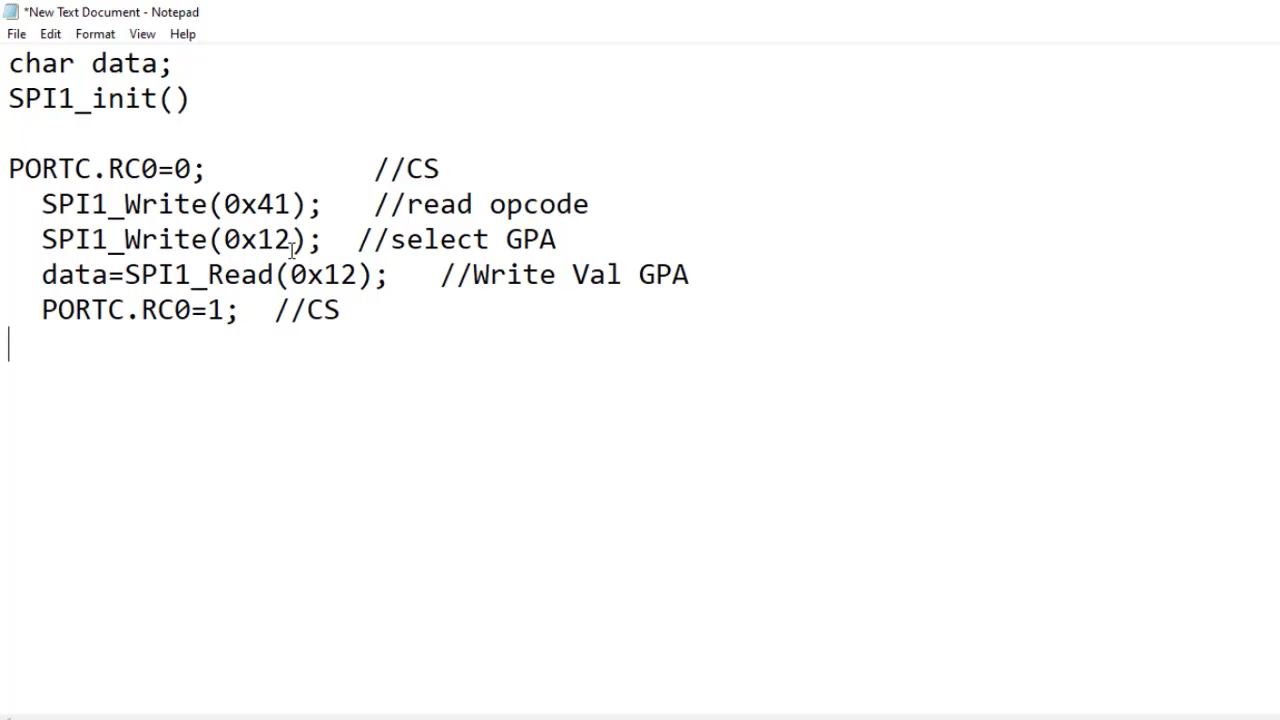 *New Text Document - Notepad
File Edit Format View Help
char data;
SPI1_init()
PORTC.RC0=0; //CS
SPI1_Write(0x41); //read opcode
SPI1_Write(0x12); //select GPA
data=SPI1_Read(0x12); //Write Val GPA
PORTC.RC0=1; //CS